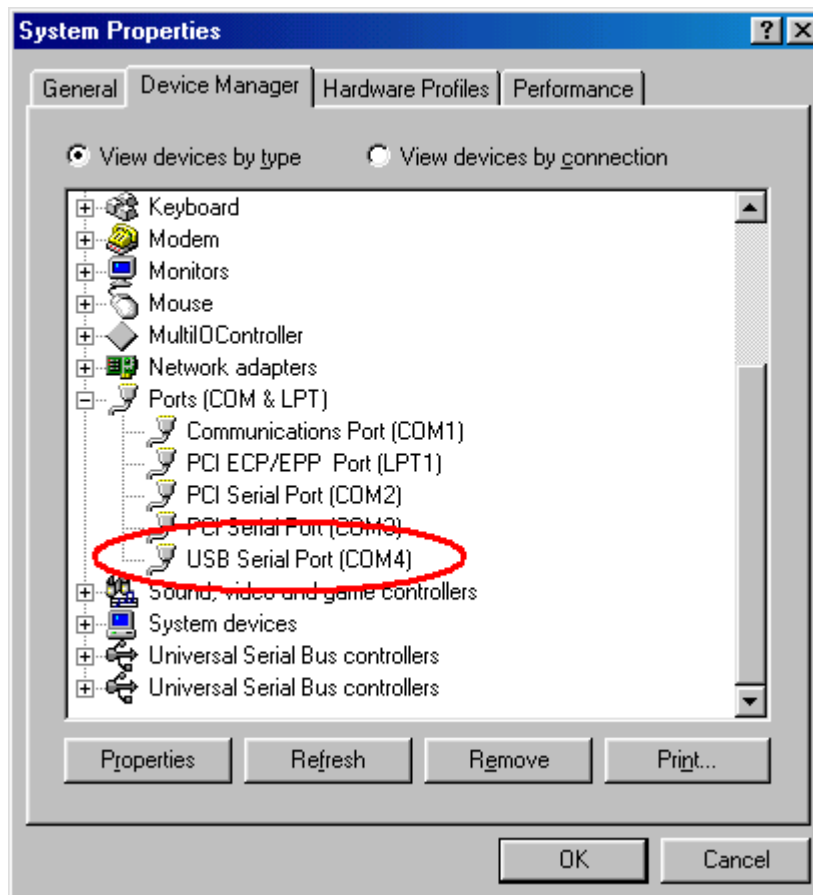 System Properties
General Device Manager Hardware Profiles Performance
View devices by type View devices by connection
Keyboard
Modem
Monitors
Mouse
MultiIOController
Network adapters
Ports (COM & LPT)
Communications Port (COM1)
PCI ECP/EPP Port (LPT1)
PCI Serial Port (COM2)
PCI Serial Port (COM3)
USB Serial Port (COM4)
Sound, video and game controllers
System devices
Universal Serial Bus controllers
Universal Serial Bus controllers
Properties Refresh Remove Print...
OK Cancel